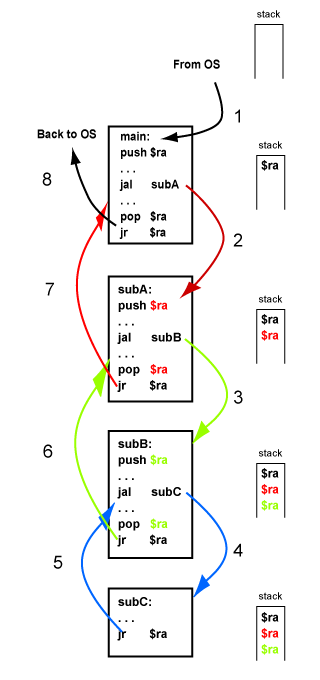 stack
From OS
1
Back to OS
main:
push $ra
. . .
jal subA
. . .
pop $ra
jr $ra
stack
$ra
8
2
7
subA:
push $ra
. . .
jal subB
. . .
pop $ra
jr $ra
stack
$ra
$ra
3
6
subB:
push $ra
. . .
jal subC
. . .
pop $ra
jr $ra
stack
$ra
$ra
$ra
4
5
subC:
. . .
jr $ra
stack
$ra
$ra
$ra